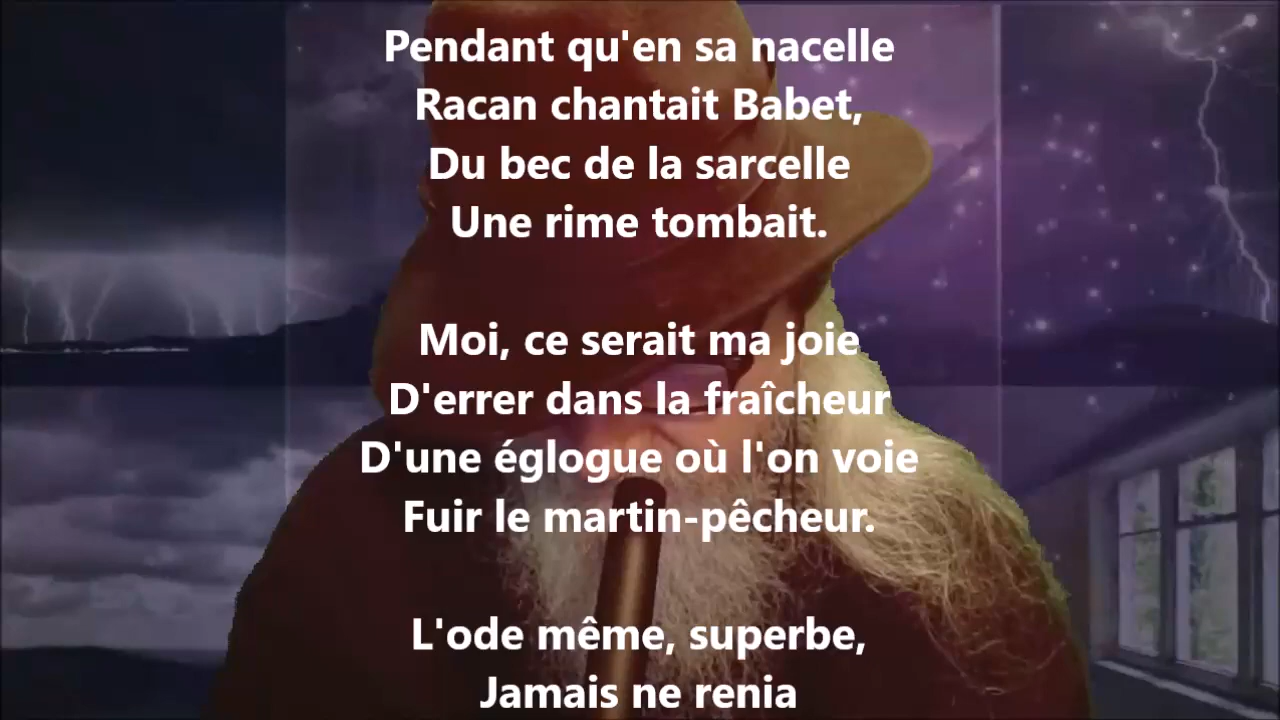 Pendant qu'en sa nacelle
Racan chantait Babet,
Du bec de la sarcelle
Une rime tombait.
Moi, ce serait ma joie
D'errer dans la fraîcheur
D'une églogue où l'on voie
Fuir le martin-pêcheur.
L'ode même, superbe,
Jamais ne renia